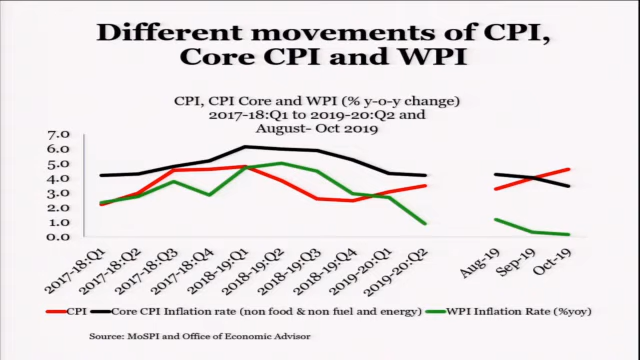 Different movements of CPI,
Core CPI and WPI
CPI, CPI Core and WPI (% y-o-y change)
2017-18:Q1 to 2019-20:Q2 and
August- Oct 2019
7.0
6.0
5.0
4.0
3.0
2.0
1.0
0.0
2017-18:Q1
2017-18:Q2
2017-18:Q3
2017-18:Q4
2018-19:Q1
2018-19:Q2
2018-19:Q3
2018-19:Q4
2019-20:Q1
2019-20:Q2
Aug-19
Sep-19
Oct-19
CPI
Core CPI Inflation rate (non food & non fuel and energy)
WPI Inflation Rate (%yoy)
Source: MoSPI and Office of Economic Advisor